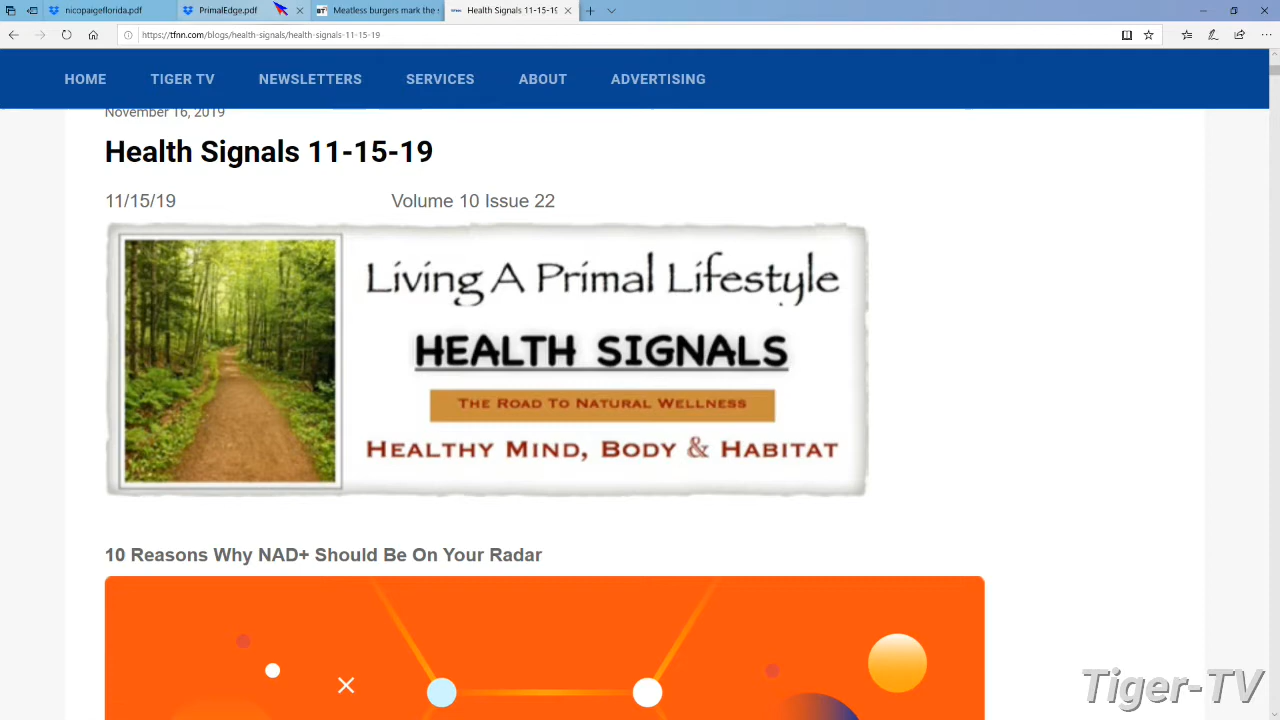 nicopaigeflorida.pdf
PrimalEdge.pdf
Meatless burgers mark the
Health Signals 11-15-19
https://tfnn.com/blogs/health-signals/health-signals-11-15-19
HOME TIGER TV NEWSLETTERS SERVICES ABOUT ADVERTISING
November 16, 2019
Health Signals 11-15-19
11/15/19 Volume 10 Issue 22
Living A Primal Lifestyle
HEALTH SIGNALS
THE ROAD TO NATURAL WELLNESS
HEALTHY MIND, BODY & HABITAT
10 Reasons Why NAD+ Should Be On Your Radar
Tiger-TV